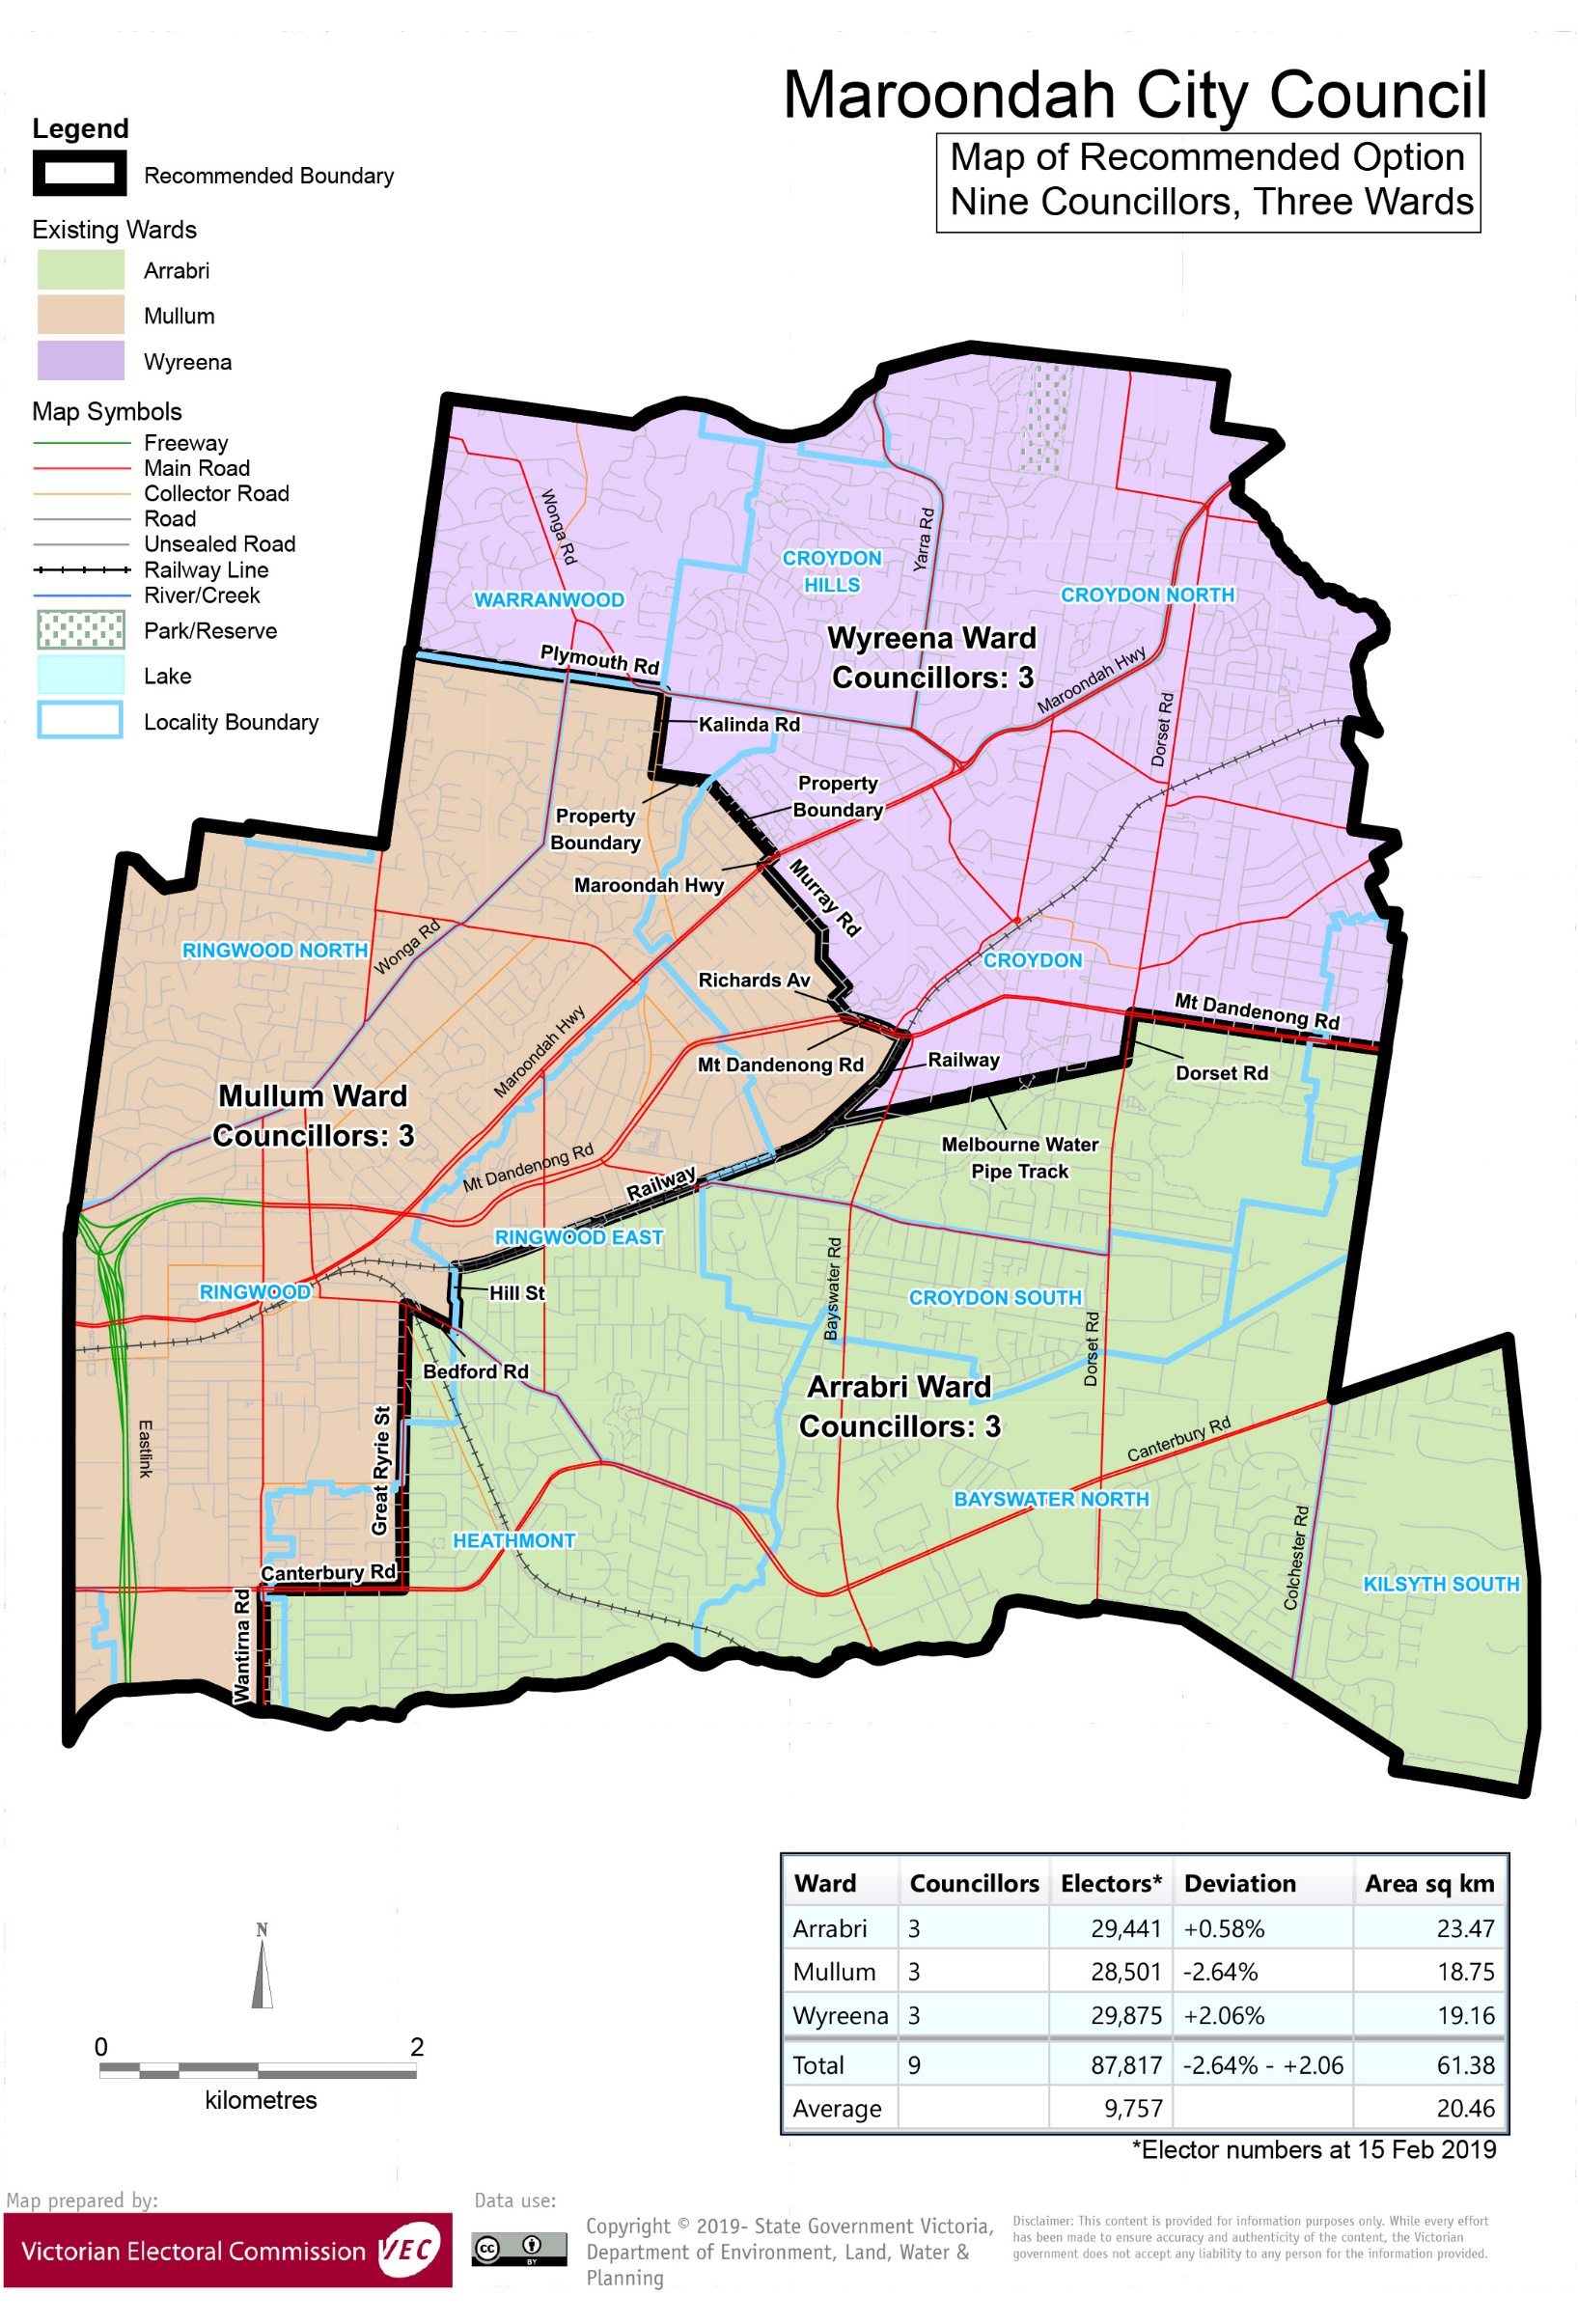 Maroondah City Council
Map of Recommended Option
Nine Councillors, Three Wards
Legend
Recommended Boundary
Existing Wards
Arrabri
Mullum
Wyreena
Map Symbols
Freeway
Main Road
Collector Road
Road
Unsealed Road
Railway Line
River/Creek
Park/Reserve
Lake
Locality Boundary
Wonga Rd
Yarra Rd
CROYDON
HILLS
WARRANWOOD
CROYDON NORTH
Wyreena Ward
Councillors: 3
Plymouth Rd
Maroondah Hwy
Dorset Rd
Kalinda Rd
Property
Boundary
Property
Boundary
Maroondah Hwy
Murray Rd
RINGWOOD NORTH
Wonga Rd
CROYDON
Richards Av
Mt Dandenong Rd
Maroondah Hwy
Mt Dandenong Rd
Railway
Dorset Rd
Mullum Ward
Councillors: 3
Melbourne Water
Pipe Track
Mt Dandenong Rd
Railway
RINGWOOD EAST
RINGWOOD
Hill St
Bayswater Rd
CROYDON SOUTH
Dorset Rd
Bedford Rd
Arrabri Ward
Councillors: 3
Eastlink
Great Ryrie St
Canterbury Rd
BAYSWATER NORTH
HEATHMONT
Colchester Rd
KILSYTH SOUTH
Canterbury Rd
Wantirna Rd
Ward Councillors Electors* Deviation Area sq km
Arrabri 3 29,441 +0.58% 23.47
Mullum 3 28,501 -2.64% 18.75
Wyreena 3 29,875 +2.06% 19.16
Total 9 87,817 -2.64% - +2.06 61.38
Average 9,757 20.46
*Elector numbers at 15 Feb 2019
N
0 2
kilometres
Map prepared by:
Victorian Electoral Commission VEC
Data use:
cc BY
Copyright © 2019- State Government Victoria,
Department of Environment, Land, Water &
Planning
Disclaimer: This content is provided for information purposes only. While every effort
has been made to ensure accuracy and authenticity of the content, the Victorian
government does not accept any liability to any person for the information provided.